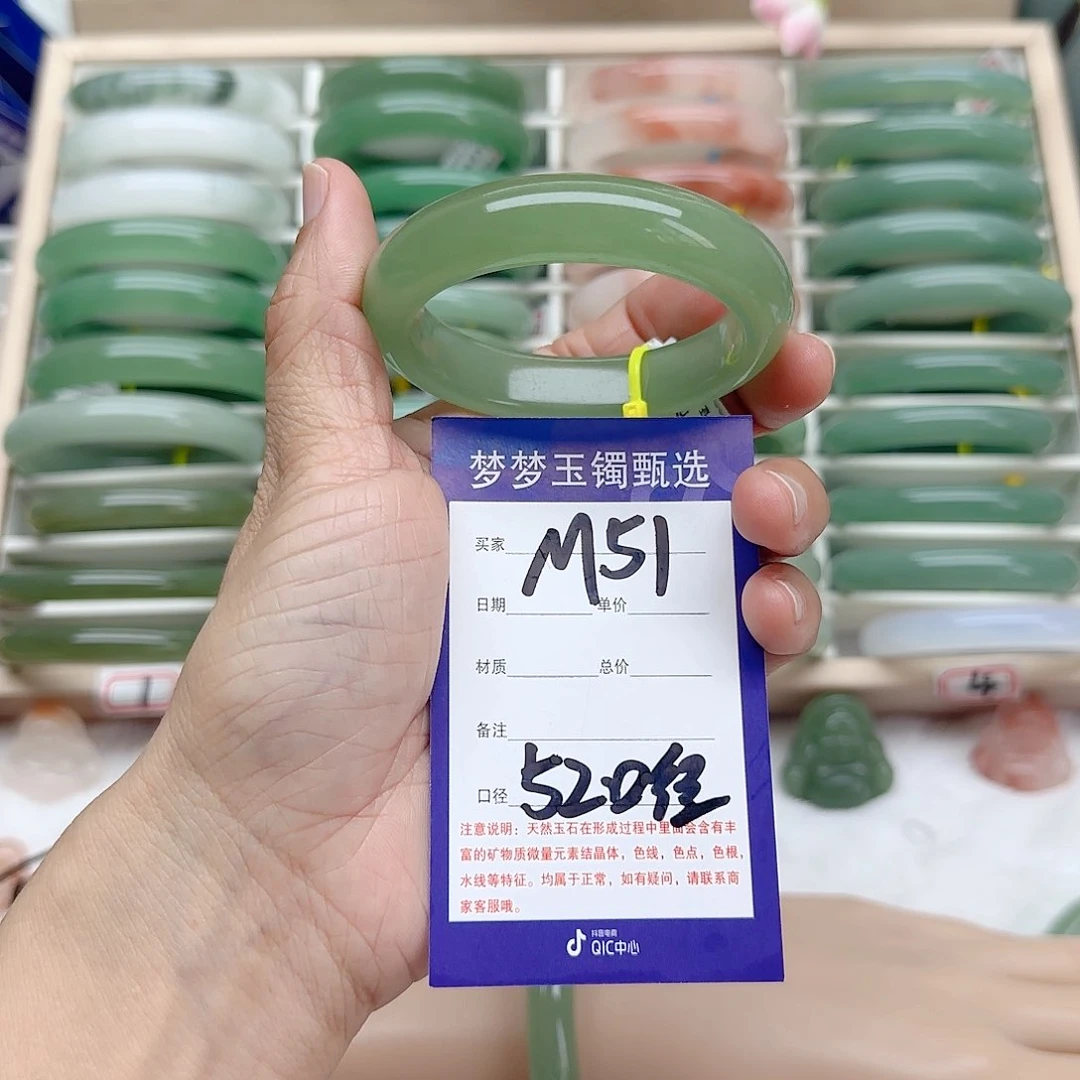 梦梦玉镯甄选
买家 M51
日期 单价
材质 总价
备注
口径 52口径
注意说明：天然玉石在形成过程中里面会含有丰
富的矿物质微量元素结晶体，色线，色点，色根，
水线等特征。均属于正常，如有疑问，请联系商
家客服哦。
抖音电商
QIC中心
1
4